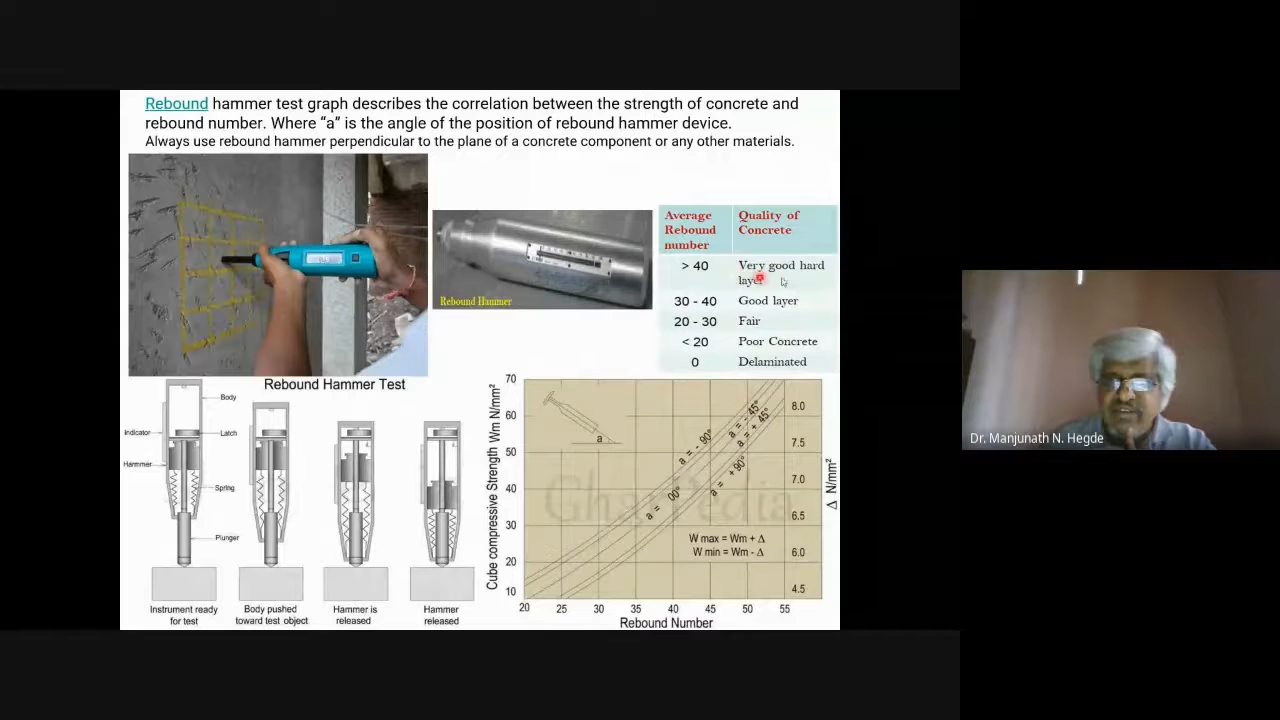 Rebound hammer test graph describes the correlation between the strength of concrete and
rebound number. Where “a” is the angle of the position of rebound hammer device.
Always use rebound hammer perpendicular to the plane of a concrete component or any other materials.
Rebound Hammer
Average Rebound number
Quality of Concrete
> 40 Very good hard layer
30 - 40 Good layer
20 - 30 Fair
< 20 Poor Concrete
0 Delaminated
Rebound Hammer Test
Body
Indicator
Latch
Hammer
Spring
Plunger
Instrument ready
for test
Body pushed
toward test object
Hammer is
released
Hammer
released
Cube compressive Strength Wm N/mm²
70
60
50
40
30
20
10
a
a = - 90°
a = - 45°
a = + 45°
a = +90°
a = 00°
GharPedia
W max = Wm + Δ
W min = Wm - Δ
8.0
7.5
7.0
6.5
6.0
4.5
Δ N/mm²
20 25 30 35 40 45 50 55
Rebound Number
Dr. Manjunath N. Hegde